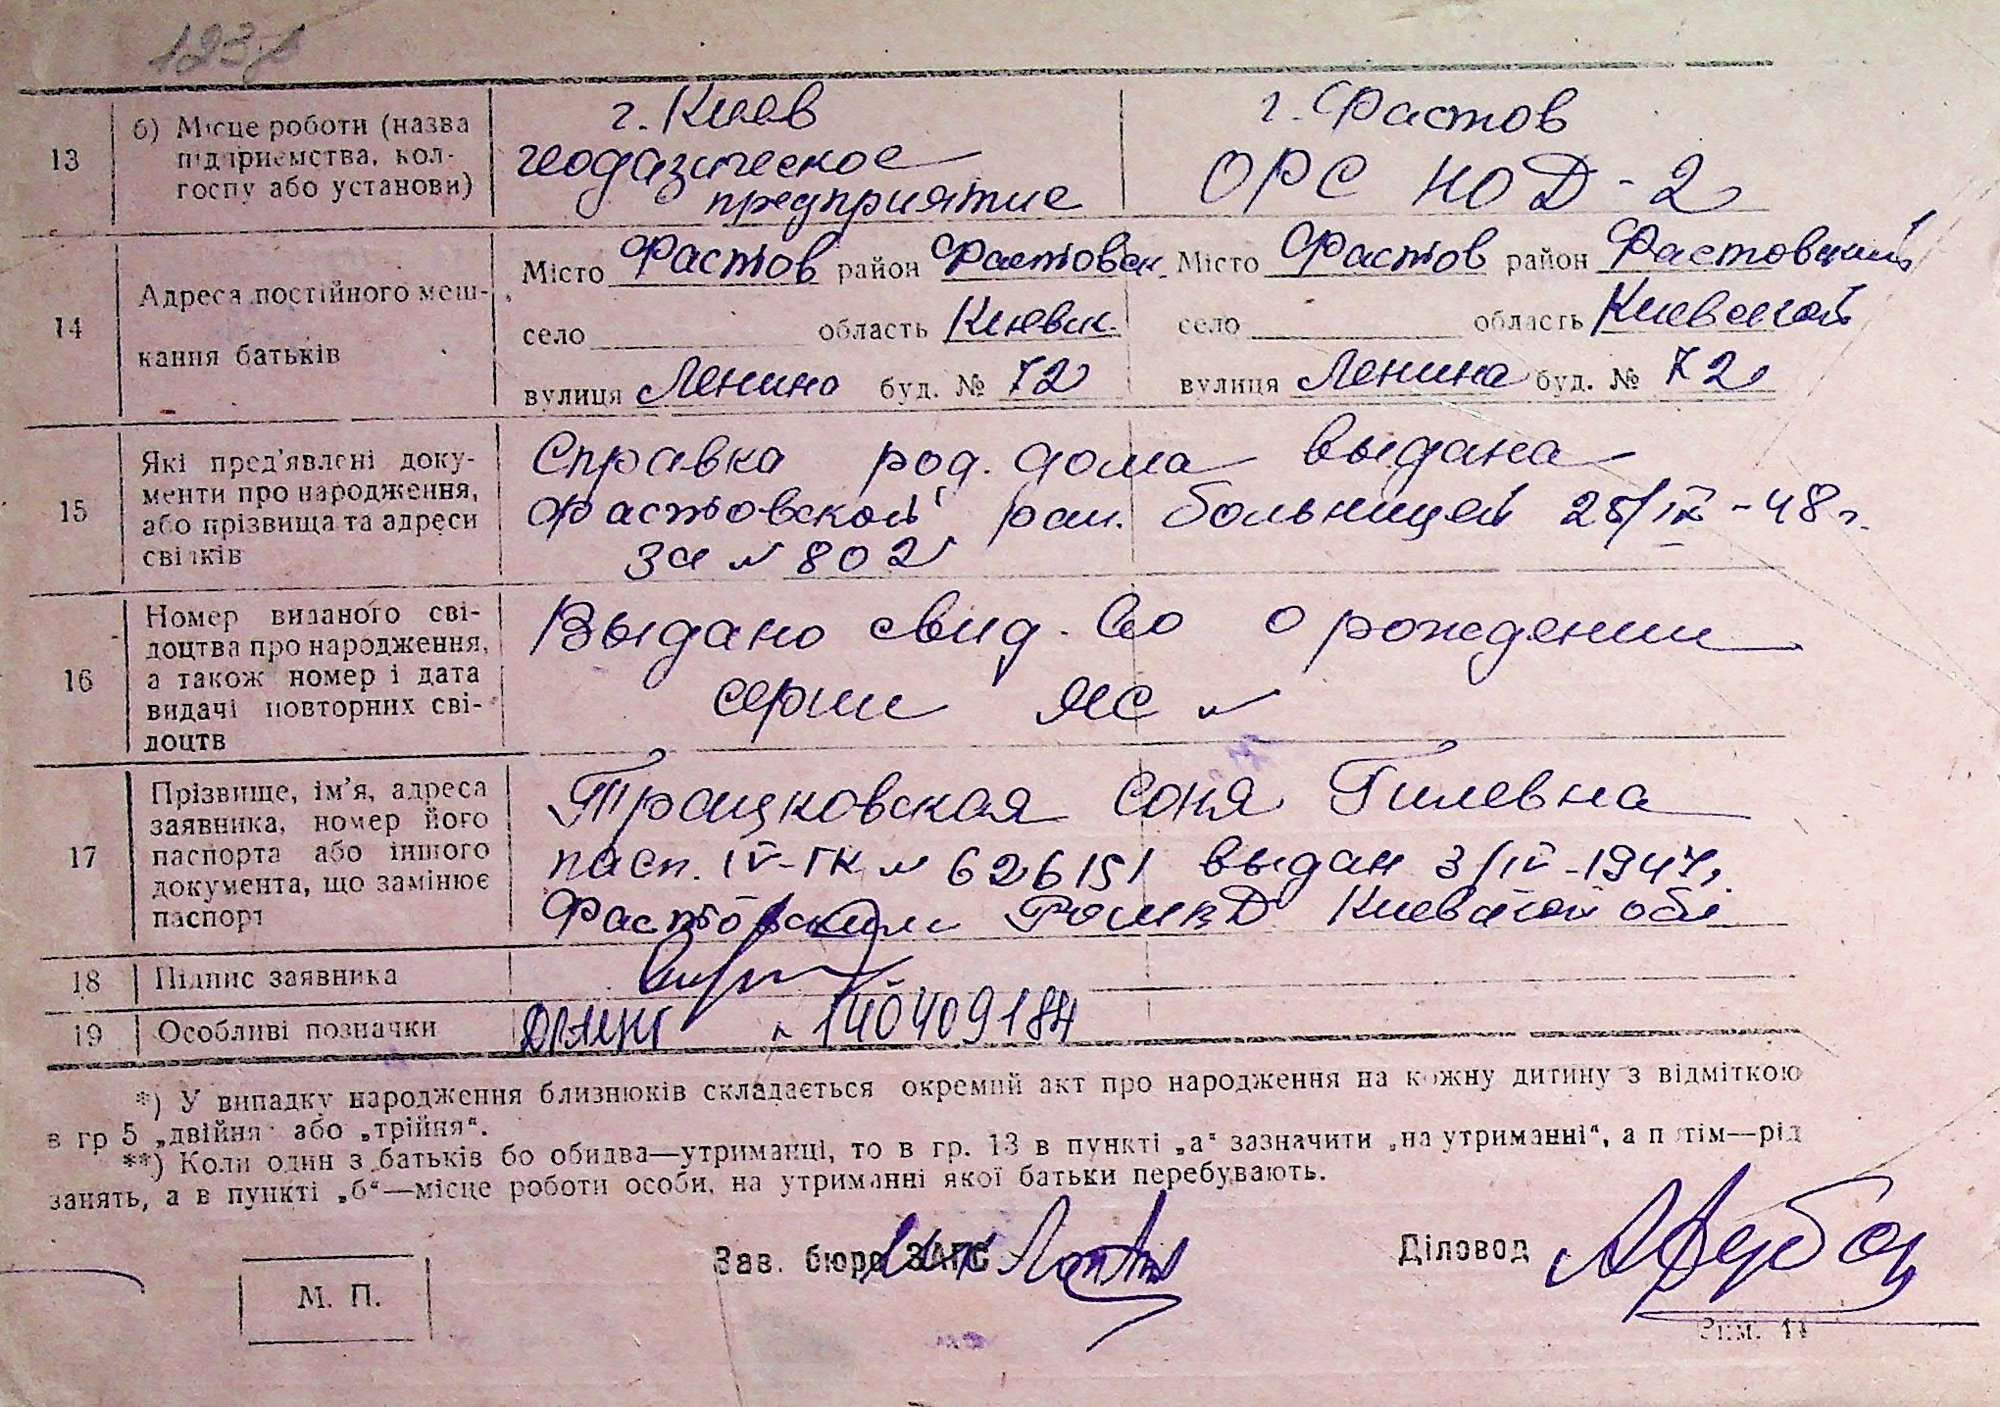 13
б) Місце роботи (назва
підприємства, кол-
госпу або установи)
г. Киев
геодазическое
предприятие
г. Фастов
ОРС НОД-2
14
Адреса постійного меш-
кання батьків
Місто Фастов район Фастовск.
село область Киевск.
вулиця Ленина буд. № 72
Місто Фастов район Фастовский
село область Киевской
вулиця Ленина буд. № 72
15
Які пред'явлені доку-
менти про народження,
або прізвища та адреси
свідків
Справка род. дома выдана
Фастовской рай. больницей 25/IX-48г.
за № 802
16
Номер виданого сві-
доцтва про народження,
а також номер і дата
видачі повторних сві-
доцтв
Выдано свид-во о рождении
серии №
17
Прізвище, ім'я, адреса
заявника, номер його
паспорта або іншого
документа, що замінює
паспорт
Трацковская Соня Гилевна
пасп. IV-ГК № 626151 выдан 3/IV-1947,
Фастовским РОМВД Киевской обл
18
Підпис заявника
19
Особливі позначки
№ 140409184
*) У випадку народження близнюків складається окремий акт про народження на кожну дитину з відміткою
в гр 5 „двійня" або „трійня".
**) Коли один з батьків бо обидва—утриманці, то в гр. 13 в пункті „а" зазначити „на утриманні", а потім—рід
занять, а в пункті „б"—місце роботи особи, на утриманні якої батьки перебувають.
М. П.
Зав. бюро ЗАГС
Діловод